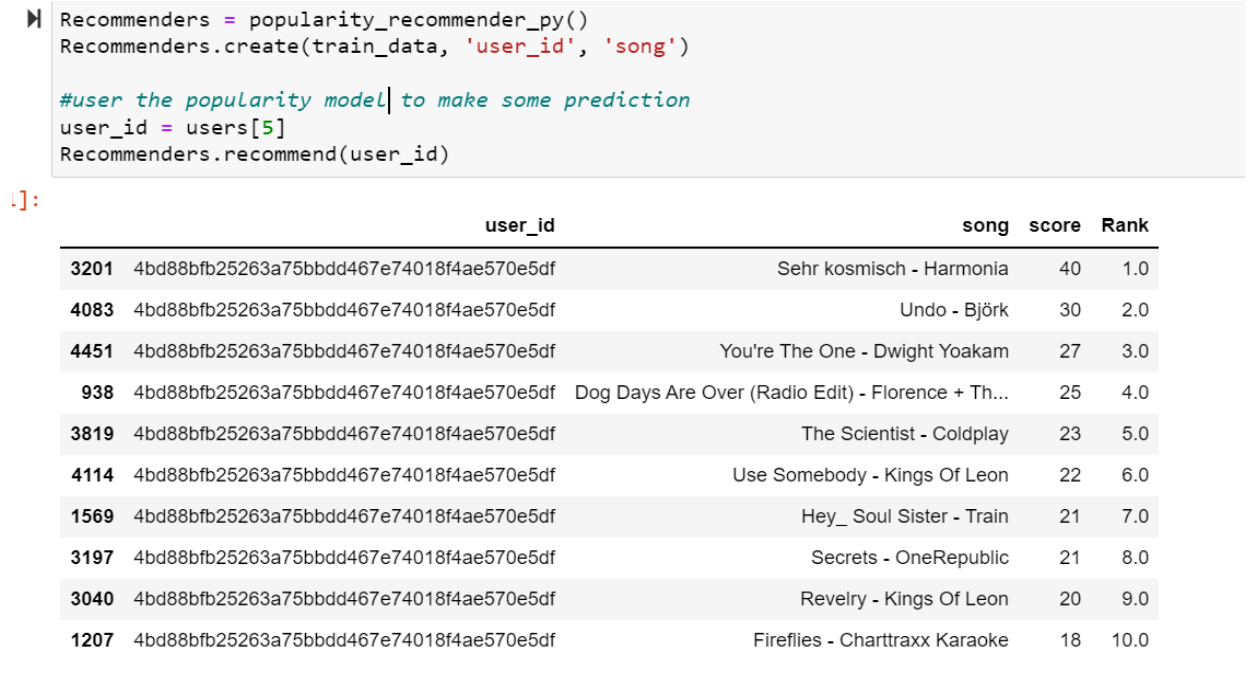 Recommenders = popularity_recommender_py()
Recommenders.create(train_data, 'user_id', 'song')
#user the popularity model to make some prediction
user_id = users[5]
Recommenders.recommend(user_id)
]:
user_id song score Rank
3201 4bd88bfb25263a75bbdd467e74018f4ae570e5df Sehr kosmisch - Harmonia 40 1.0
4083 4bd88bfb25263a75bbdd467e74018f4ae570e5df Undo - Björk 30 2.0
4451 4bd88bfb25263a75bbdd467e74018f4ae570e5df You're The One - Dwight Yoakam 27 3.0
938 4bd88bfb25263a75bbdd467e74018f4ae570e5df Dog Days Are Over (Radio Edit) - Florence + Th... 25 4.0
3819 4bd88bfb25263a75bbdd467e74018f4ae570e5df The Scientist - Coldplay 23 5.0
4114 4bd88bfb25263a75bbdd467e74018f4ae570e5df Use Somebody - Kings Of Leon 22 6.0
1569 4bd88bfb25263a75bbdd467e74018f4ae570e5df Hey_ Soul Sister - Train 21 7.0
3197 4bd88bfb25263a75bbdd467e74018f4ae570e5df Secrets - OneRepublic 21 8.0
3040 4bd88bfb25263a75bbdd467e74018f4ae570e5df Revelry - Kings Of Leon 20 9.0
1207 4bd88bfb25263a75bbdd467e74018f4ae570e5df Fireflies - Charttraxx Karaoke 18 10.0